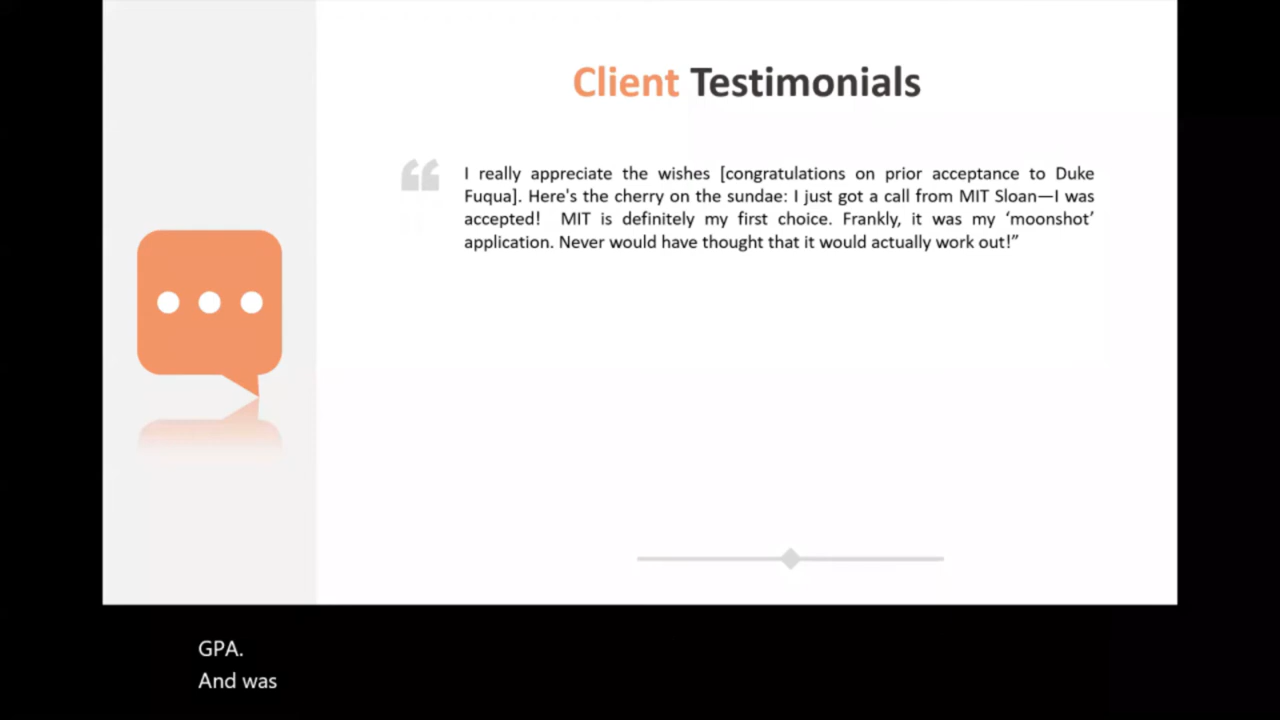 Client Testimonials
“
I really appreciate the wishes [congratulations on prior acceptance to Duke
Fuqua]. Here's the cherry on the sundae: I just got a call from MIT Sloan—I was
accepted!  MIT is definitely my first choice. Frankly, it was my ‘moonshot’
application. Never would have thought that it would actually work out!”
GPA.
And was